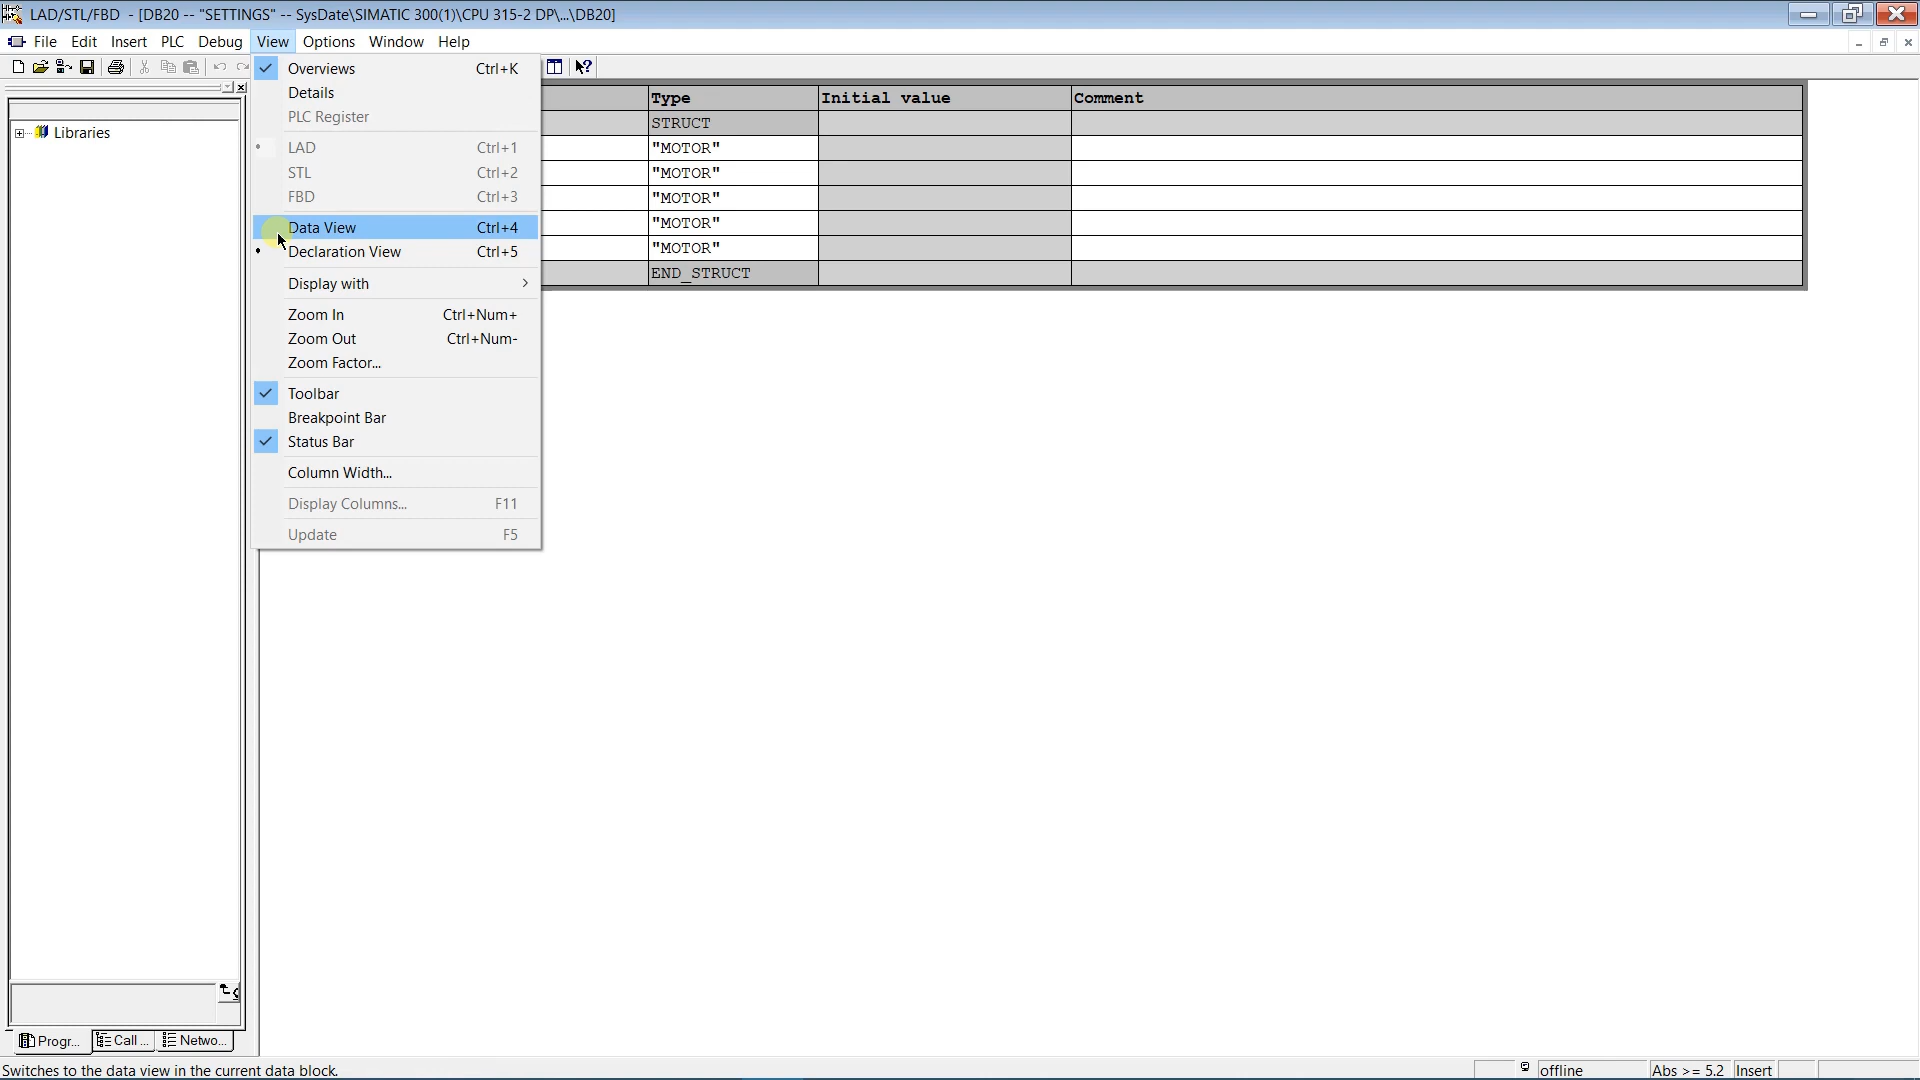 LAD/STL/FBD - [DB20 -- "SETTINGS" -- SysDate\SIMATIC 300(1)\CPU 315-2 DP\...\DB20]
File Edit Insert PLC Debug View Options Window Help
Overviews Ctrl+K
Details
PLC Register
LAD Ctrl+1
STL Ctrl+2
FBD Ctrl+3
Data View Ctrl+4
Declaration View Ctrl+5
Display with
Zoom In Ctrl+Num+
Zoom Out Ctrl+Num-
Zoom Factor...
Toolbar
Breakpoint Bar
Status Bar
Column Width...
Display Columns... F11
Update F5
Libraries
Type Initial value Comment
STRUCT
"MOTOR"
"MOTOR"
"MOTOR"
"MOTOR"
"MOTOR"
END_STRUCT
Progr... Call ... Netwo...
Switches to the data view in the current data block.
offline Abs >= 5.2 Insert